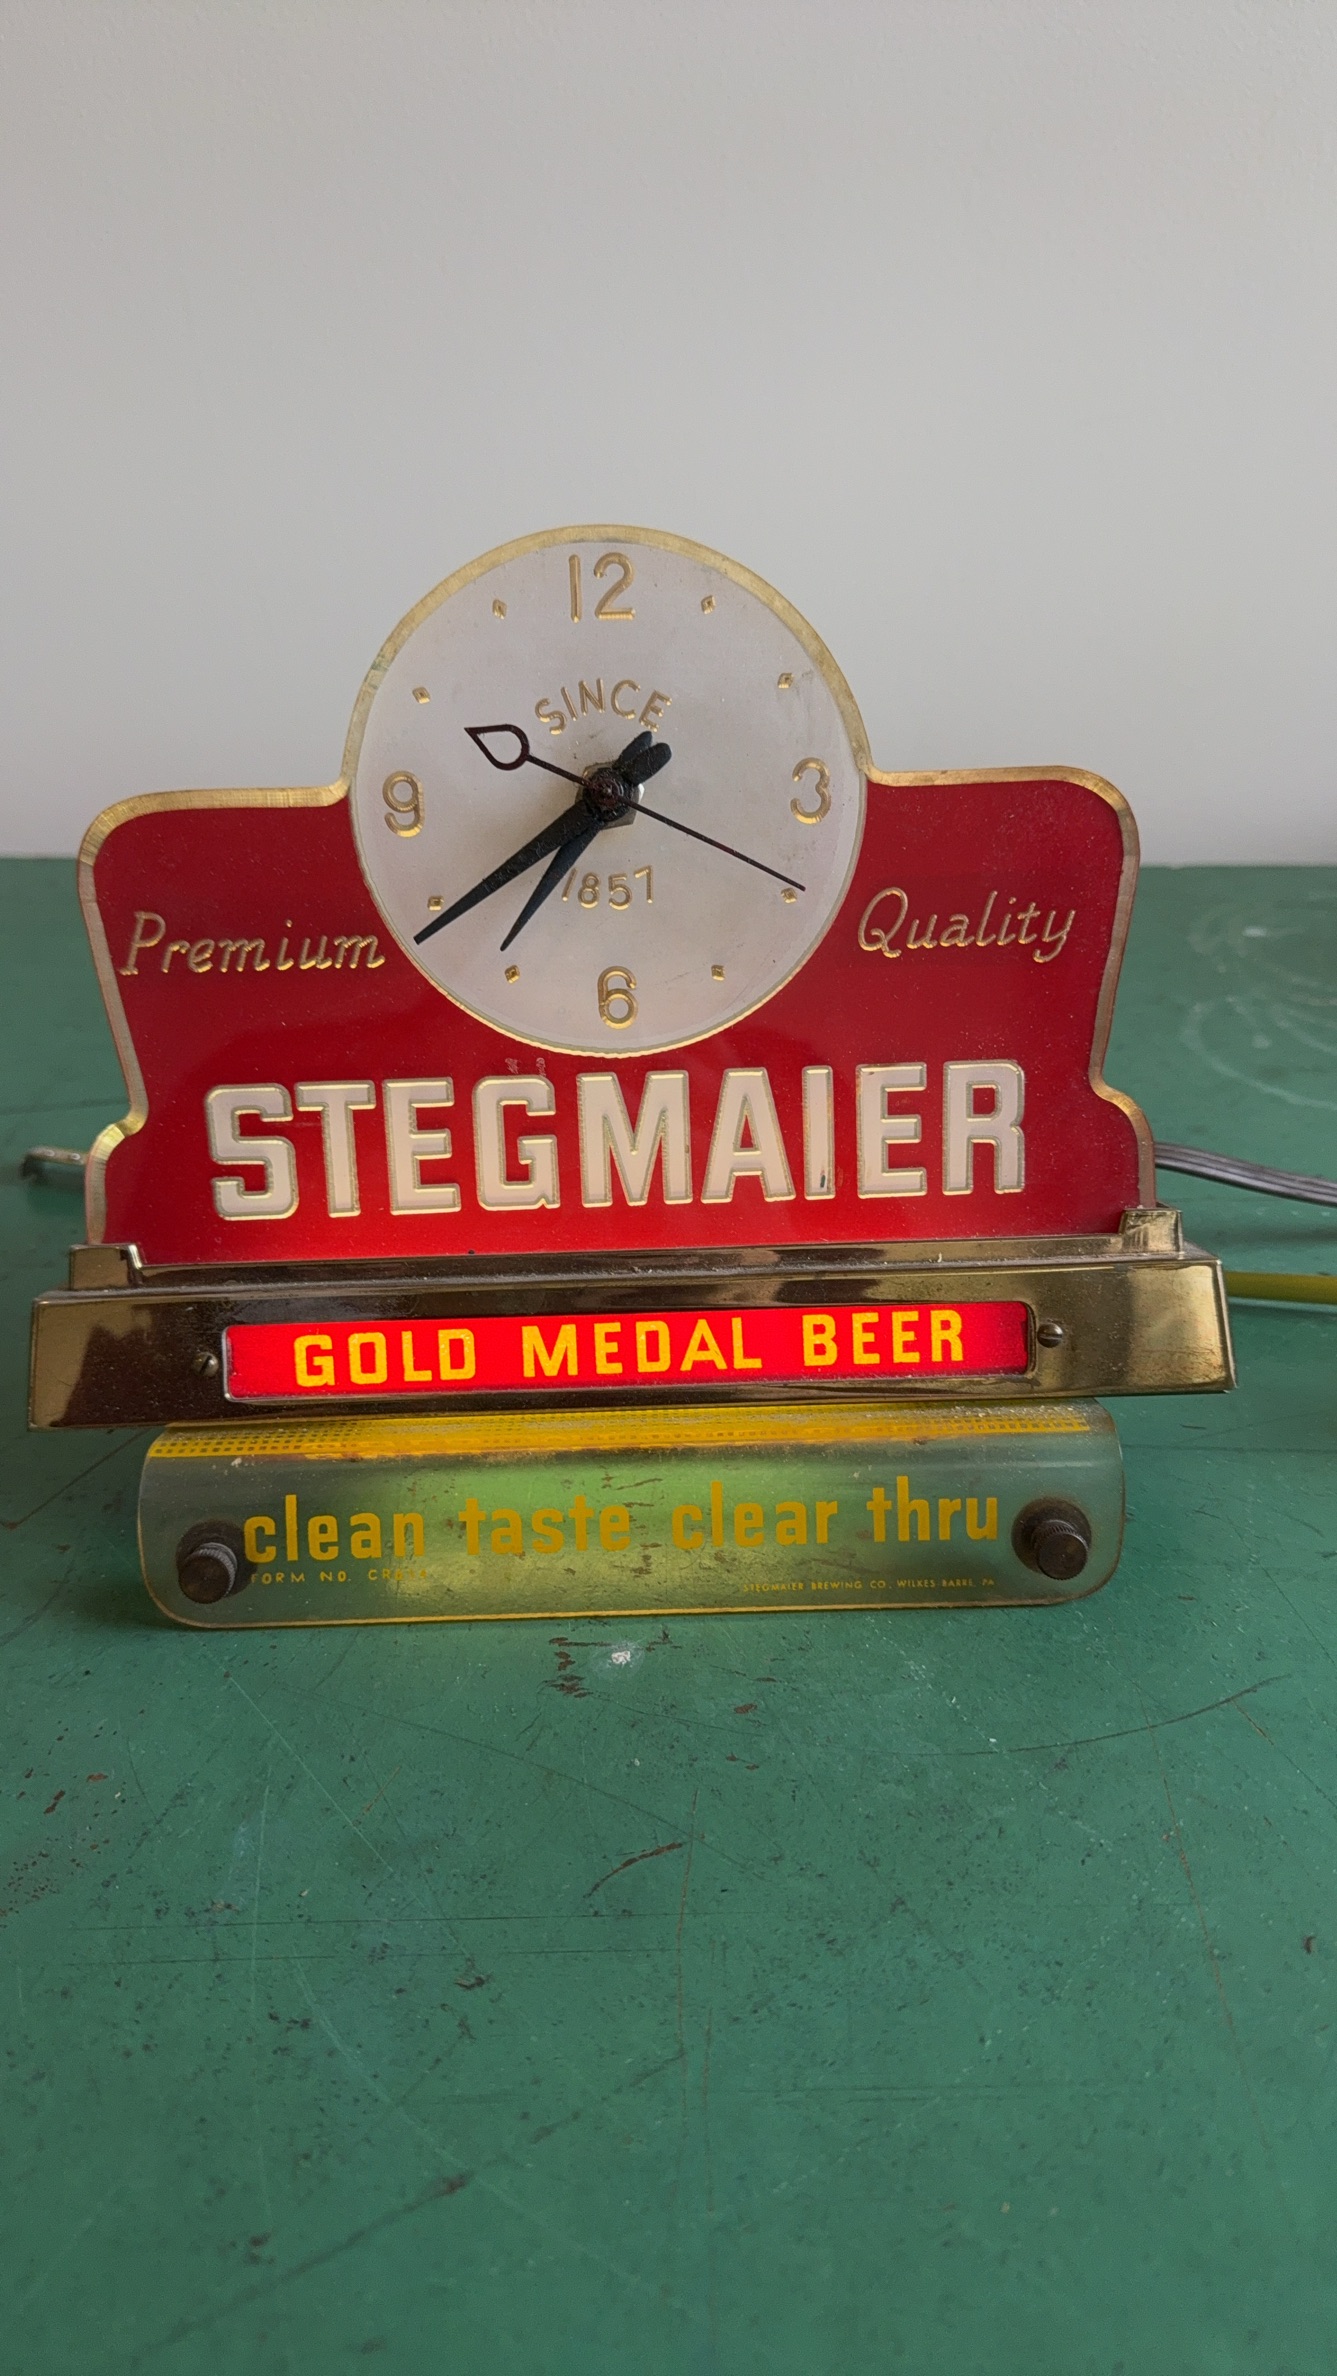 12
SINCE
9 3
1857
6
Premium Quality
STEGMAIER
GOLD MEDAL BEER
clean taste clear thru
FORM NO.
STEGMAIER BREWING CO., WILKES BARRE, PA